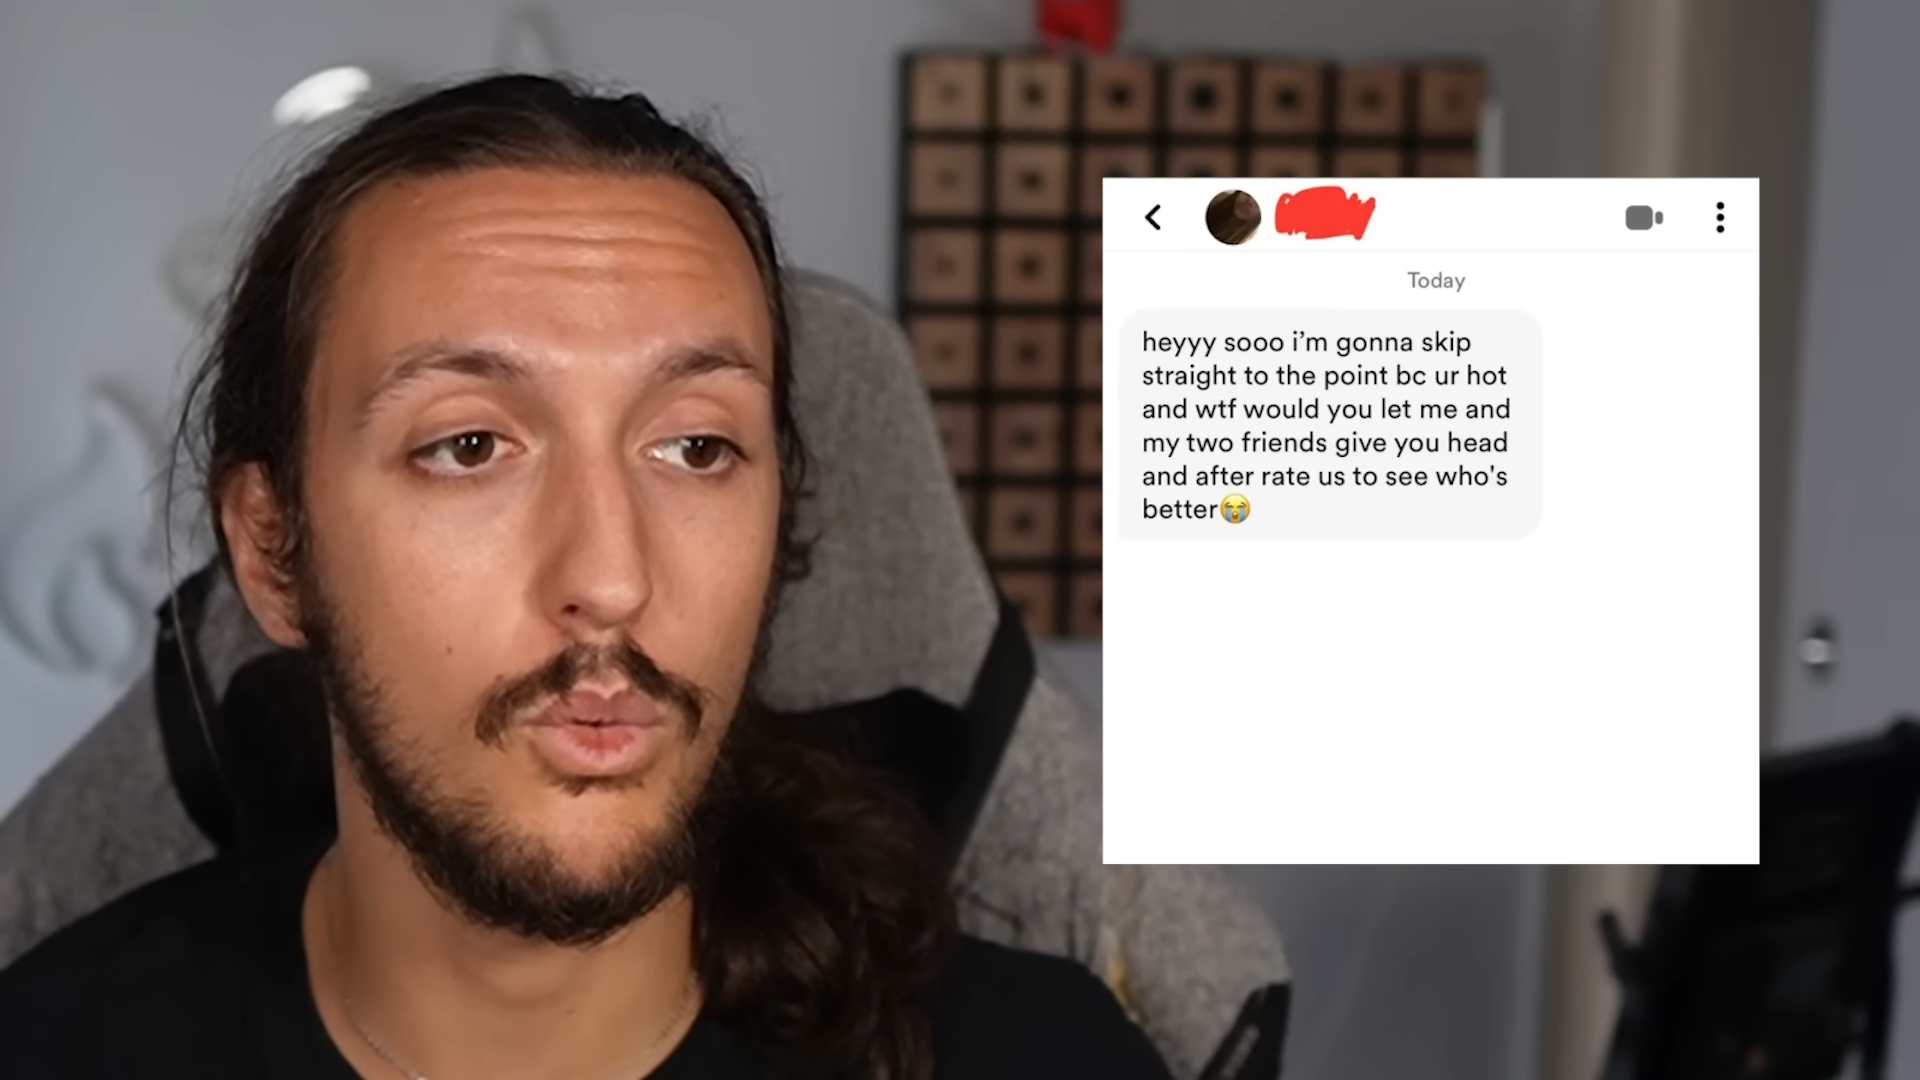 Today
heyyy sooo i’m gonna skip
straight to the point bc ur hot
and wtf would you let me and
my two friends give you head
and after rate us to see who's
better😭